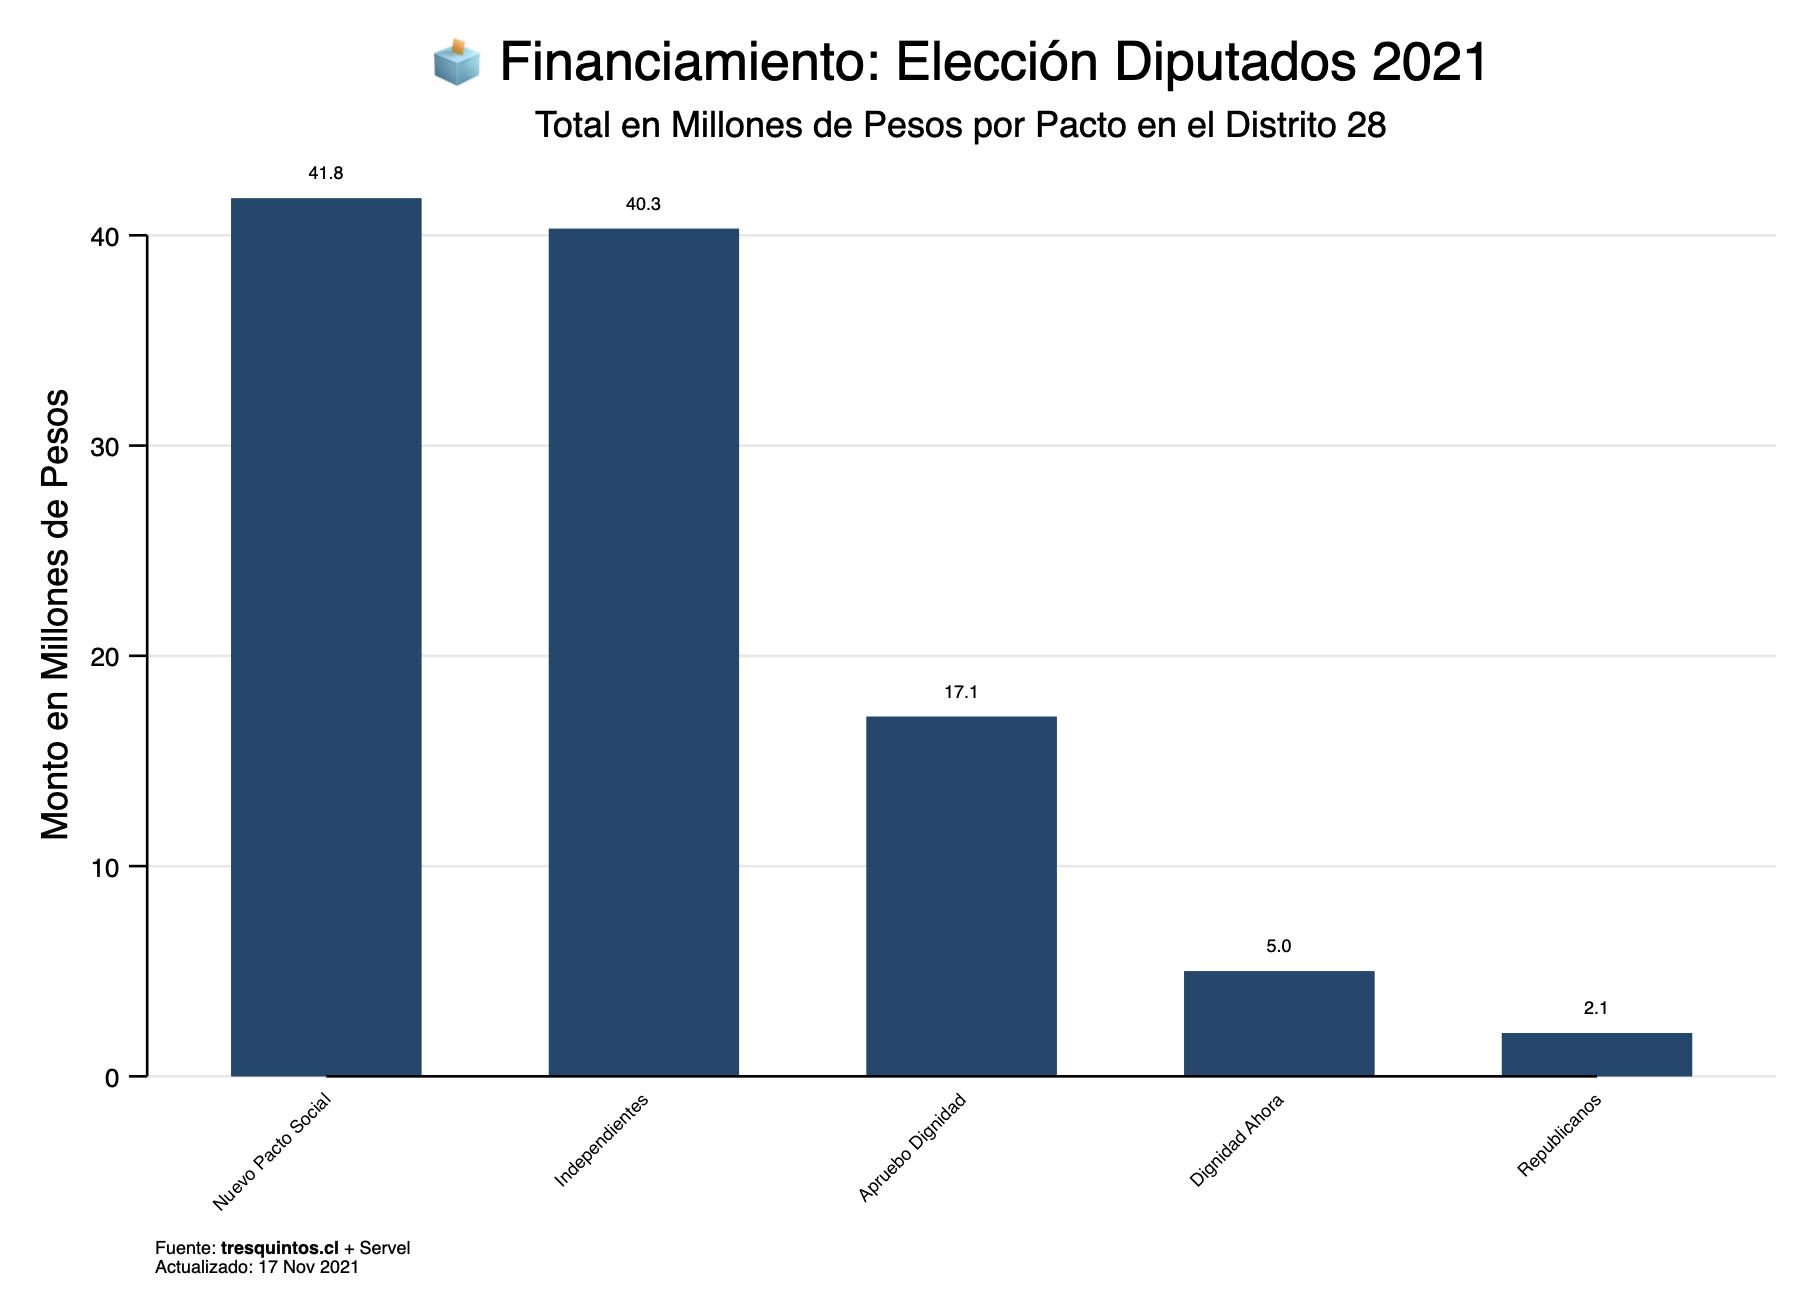 🗳️ Financiamiento: Elección Diputados 2021
Total en Millones de Pesos por Pacto en el Distrito 28
Monto en Millones de Pesos
40
30
20
10
0
41.8
40.3
17.1
5.0
2.1
Nuevo Pacto Social
Independientes
Apruebo Dignidad
Dignidad Ahora
Republicanos
Fuente: tresquintos.cl + Servel
Actualizado: 17 Nov 2021